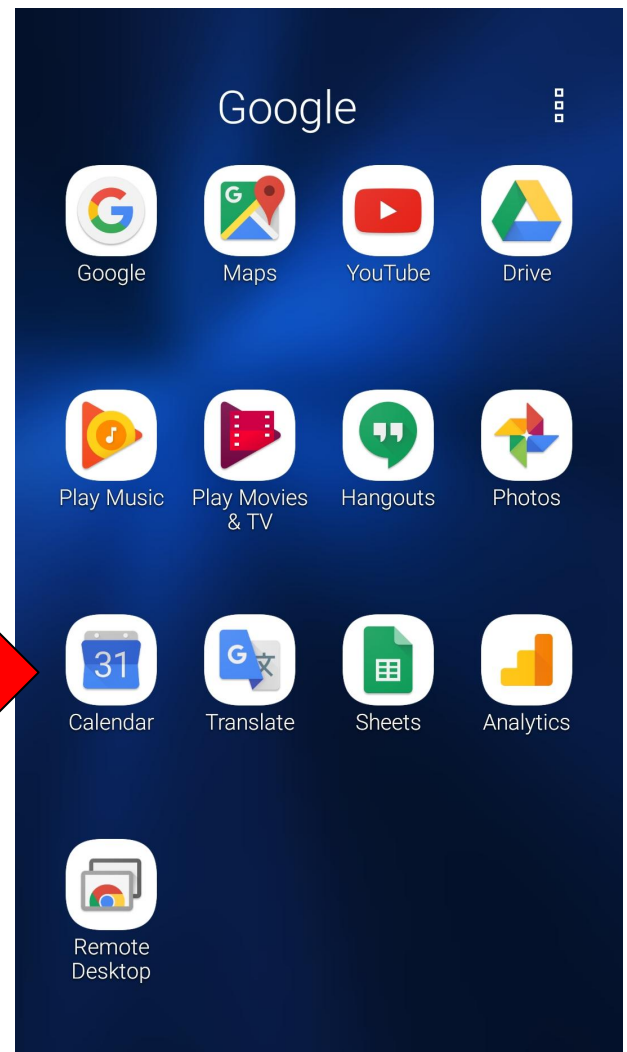 Google
G
Google Maps YouTube Drive
Play Music Play Movies Hangouts Photos
& TV
31 G 文
Calendar Translate Sheets Analytics
Remote
Desktop